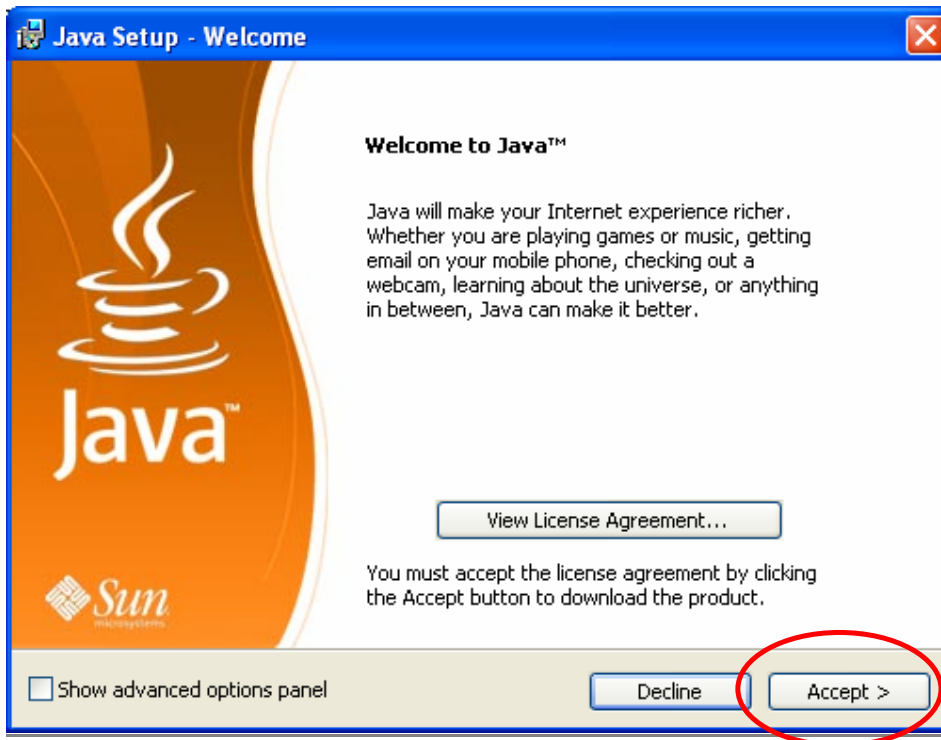 Java Setup - Welcome
Welcome to Java™
Java will make your Internet experience richer.
Whether you are playing games or music, getting
email on your mobile phone, checking out a
webcam, learning about the universe, or anything
in between, Java can make it better.
Java™
View License Agreement...
You must accept the license agreement by clicking
the Accept button to download the product.
Sun
microsystems
Show advanced options panel
Decline
Accept >